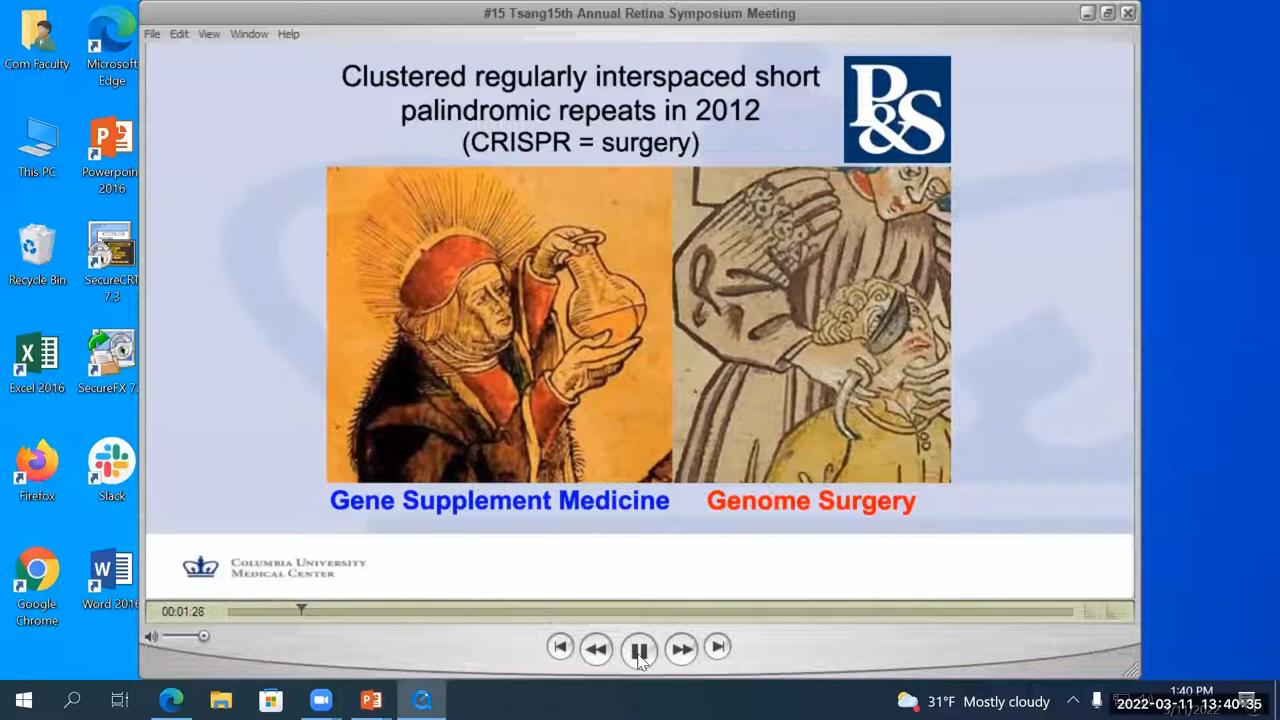 #15 Tsang15th Annual Retina Symposium Meeting
File Edit View Window Help
Clustered regularly interspaced short
palindromic repeats in 2012
(CRISPR = surgery)
P&S
Gene Supplement Medicine
Genome Surgery
COLUMBIA UNIVERSITY
MEDICAL CENTER
00:01:28
Com Faculty
Microsoft
Edge
This PC
Powerpoin
2016
Recycle Bin
SecureCRT
7.3
Excel 2016
SecureFX 7.
Firefox
Slack
Google
Chrome
Word 2016
31°F Mostly cloudy
1:40 PM
2022-03-11 13:40:35